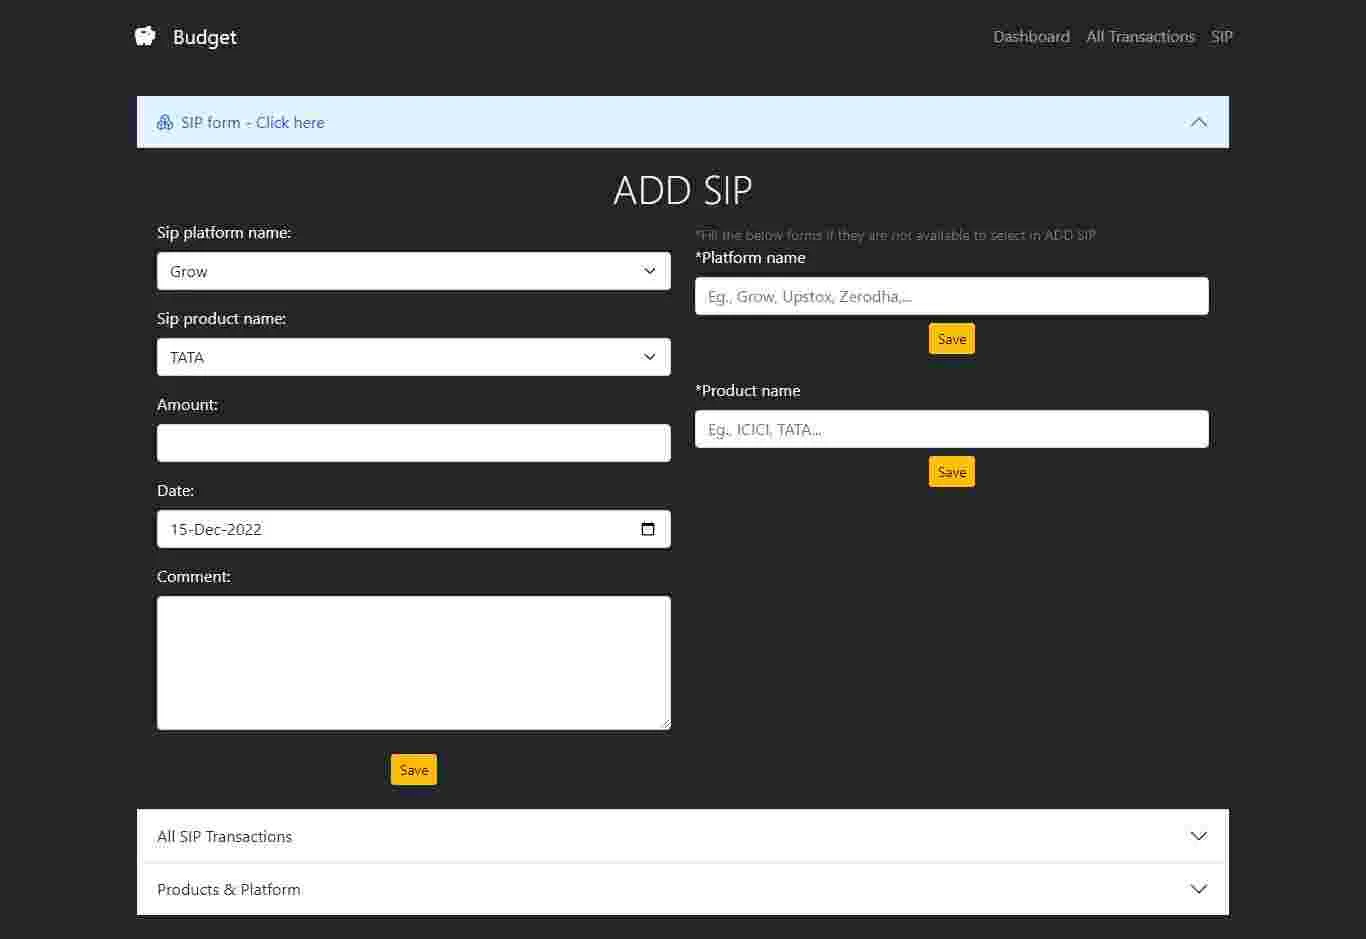 Budget
Dashboard All Transactions SIP
SIP form - Click here
ADD SIP
Sip platform name:
Grow
Sip product name:
TATA
Amount:
Date:
15-Dec-2022
Comment:
Save
*Fill the below forms if they are not available to select in ADD SIP
*Platform name
Eg., Grow, Upstox, Zerodha,...
Save
*Product name
Eg., ICICI, TATA...
Save
All SIP Transactions
Products & Platform